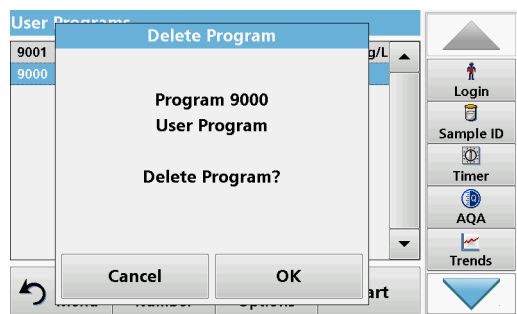 User Programs
Delete Program
9001
g/L
9000
Program 9000
User Program
Delete Program?
Cancel
OK
Login
Sample ID
Timer
AQA
Trends